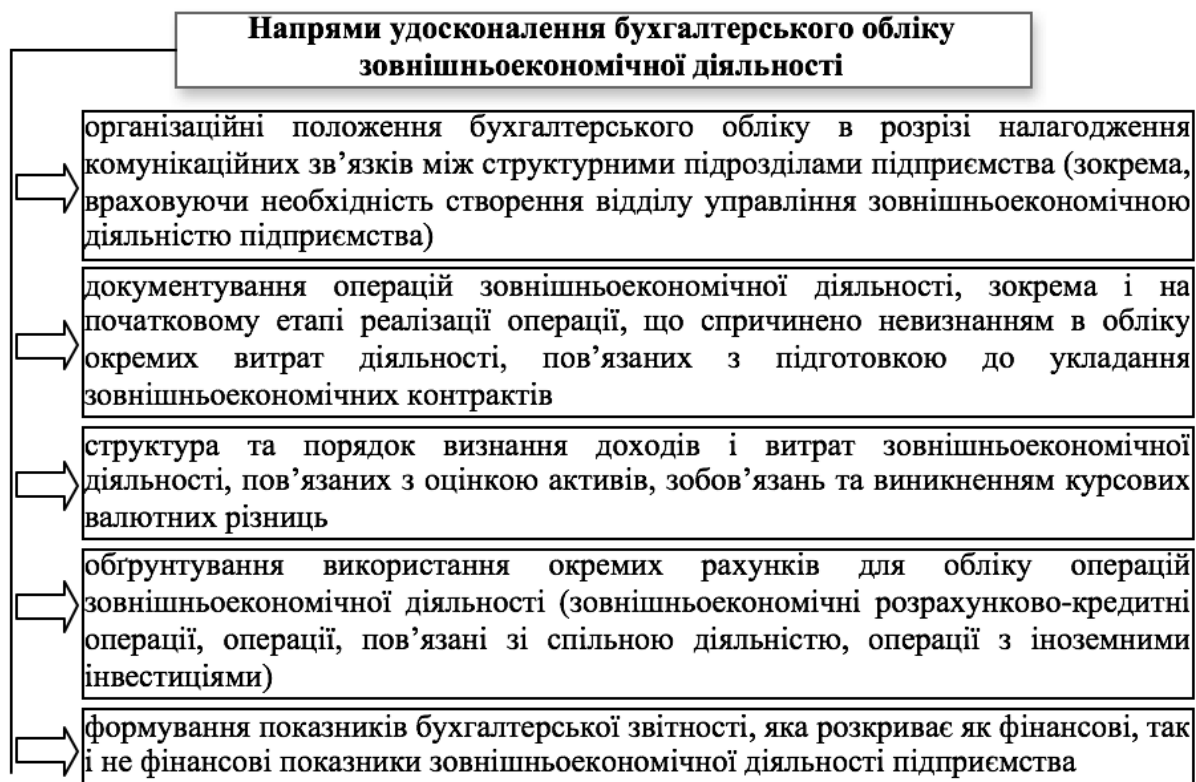 Напрями удосконалення бухгалтерського обліку
зовнішньоекономічної діяльності
організаційні положення бухгалтерського обліку в розрізі налагодження
комунікаційних зв’язків між структурними підрозділами підприємства (зокрема,
враховуючи необхідність створення відділу управління зовнішньоекономічною
діяльністю підприємства)
документування операцій зовнішньоекономічної діяльності, зокрема і на
початковому етапі реалізації операції, що спричинено невизнанням в обліку
окремих витрат діяльності, пов’язаних з підготовкою до укладання
зовнішньоекономічних контрактів
структура та порядок визнання доходів і витрат зовнішньоекономічної
діяльності, пов’язаних з оцінкою активів, зобов’язань та виникненням курсових
валютних різниць
обґрунтування використання окремих рахунків для обліку операцій
зовнішньоекономічної діяльності (зовнішньоекономічні розрахунково-кредитні
операції, операції, пов’язані зі спільною діяльністю, операції з іноземними
інвестиціями)
формування показників бухгалтерської звітності, яка розкриває як фінансові, так
і не фінансові показники зовнішньоекономічної діяльності підприємства